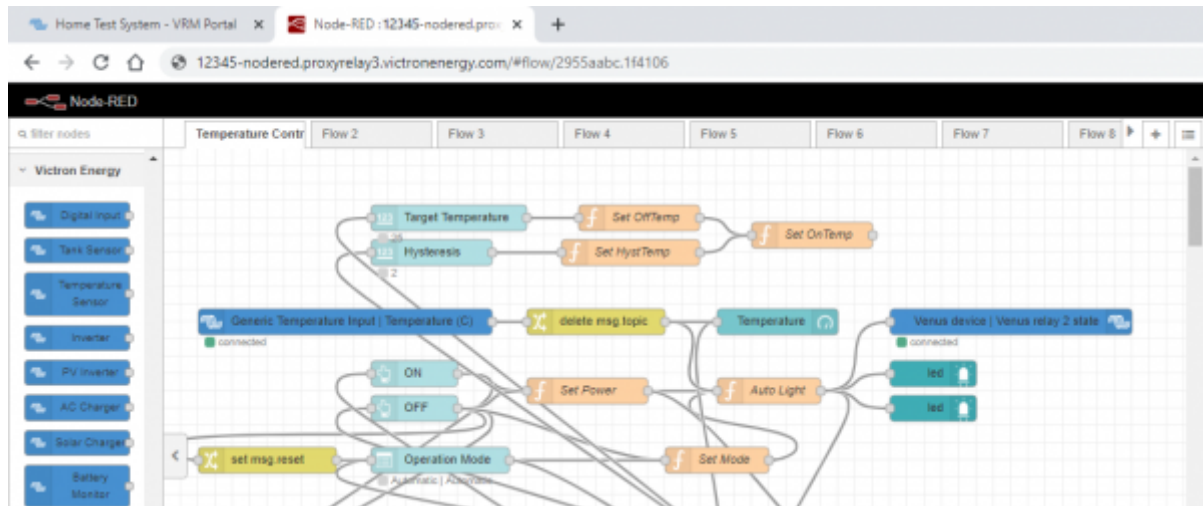 Home Test System - VRM Portal
Node-RED : 12345-nodered.prox
12345-nodered.proxyrelay3.victronenergy.com/#flow/2955aabc.1f4106
Node-RED
filter nodes
Temperature Contr
Flow 2
Flow 3
Flow 4
Flow 5
Flow 6
Flow 7
Flow 8
Victron Energy
Digital Input
Tank Sensor
Temperature
Sensor
Inverter
PV Inverter
AC Charger
Solar Charger
Battery
Monitor
123 Target Temperature
Set OffTemp
Set OnTemp
123 Hysteresis
Set HystTemp
2
Generic Temperature Input | Temperature (C)
connected
delete msg.topic
Temperature
Venus device | Venus relay 2 state
connected
ON
led
Set Power
Auto Light
OFF
led
set msg.reset
Operation Mode
Set Mode
Automatic | Automatic